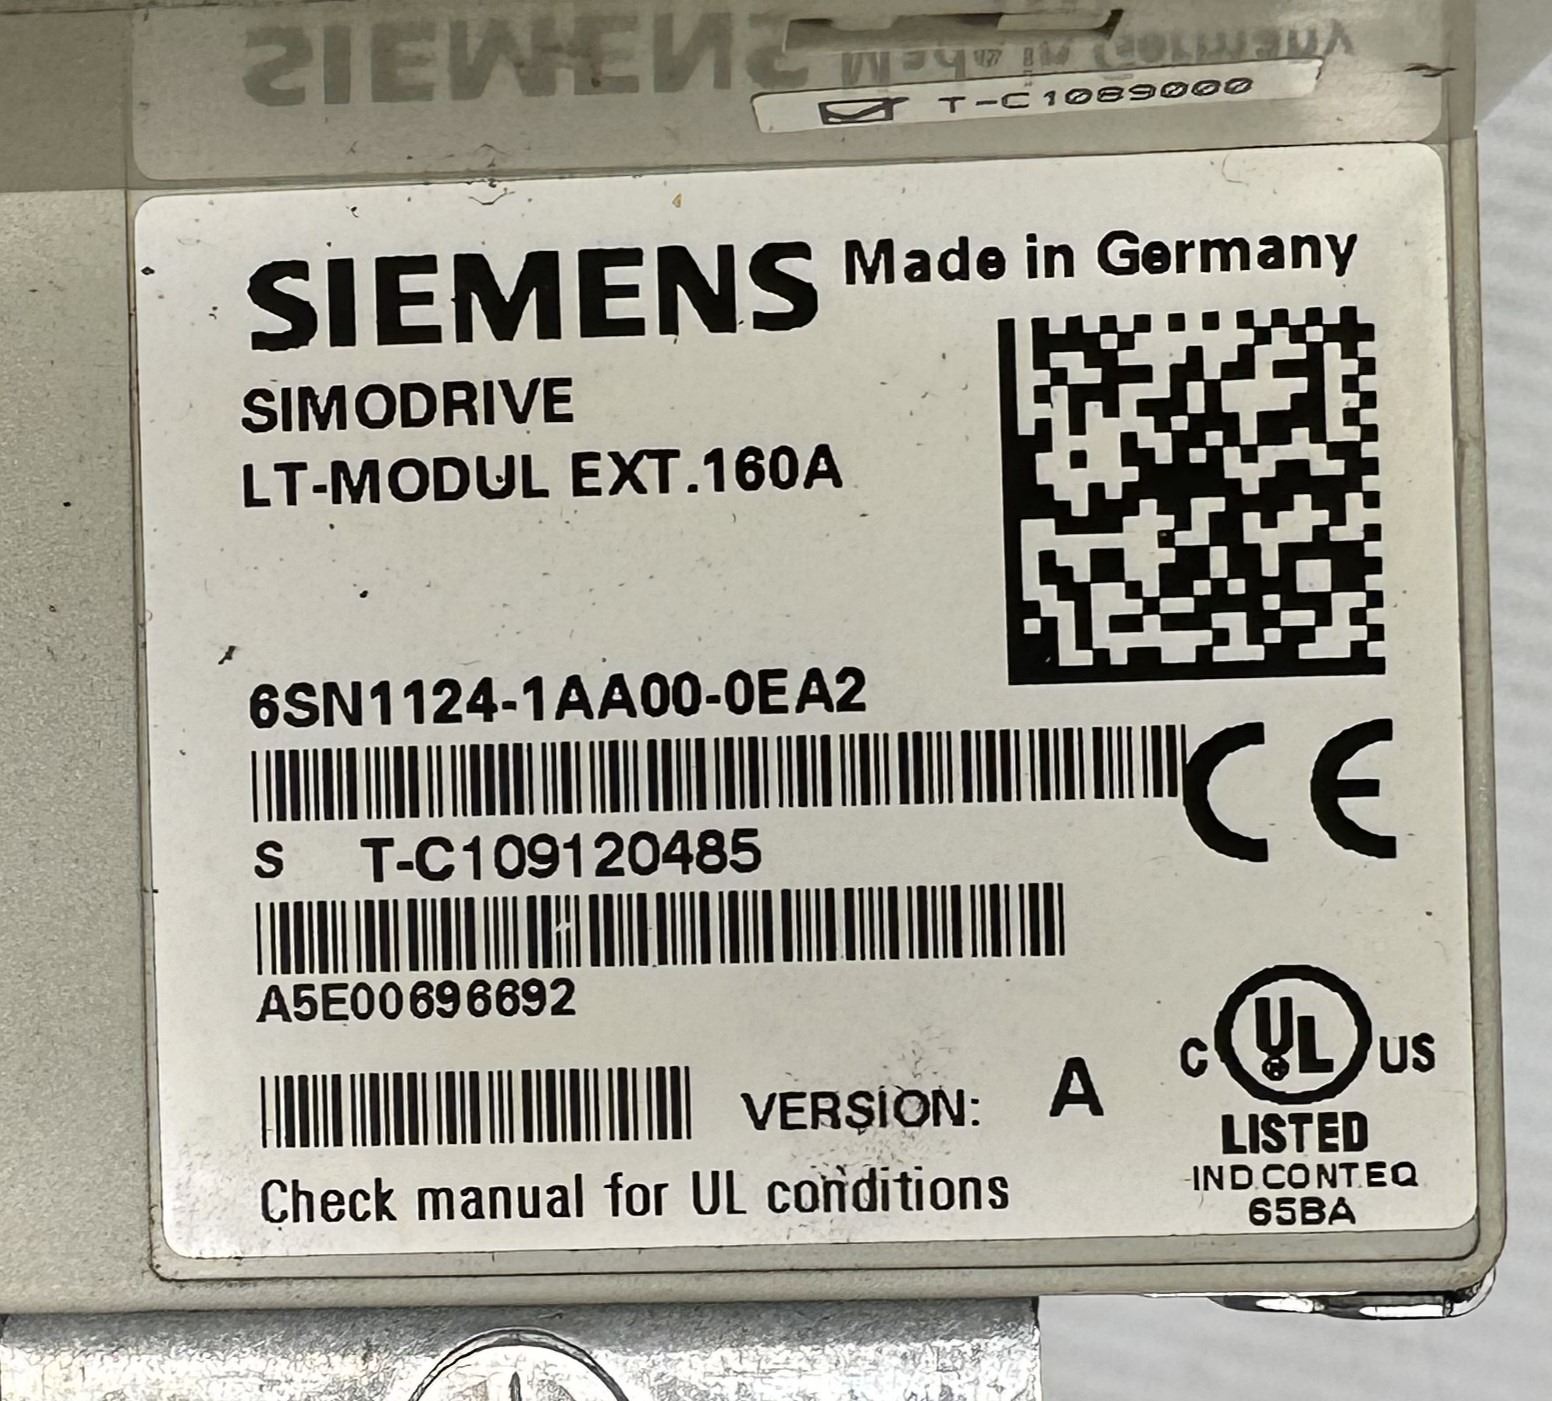 T-C1089000
SIEMENS Made in Germany
SIMODRIVE
LT-MODUL EXT.160A
6SN1124-1AA00-0EA2
S T-C109120485
A5E00696692
VERSION: A
Check manual for UL conditions
CE
C UL US
LISTED
IND.CONT.EQ
65BA